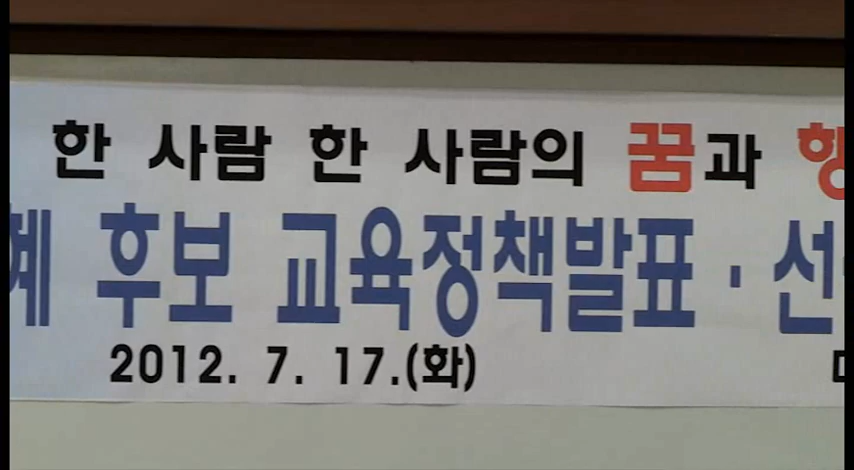 한 사람 한 사람의 꿈과
후보 교육정책발표 · 선
2012. 7. 17.(화)